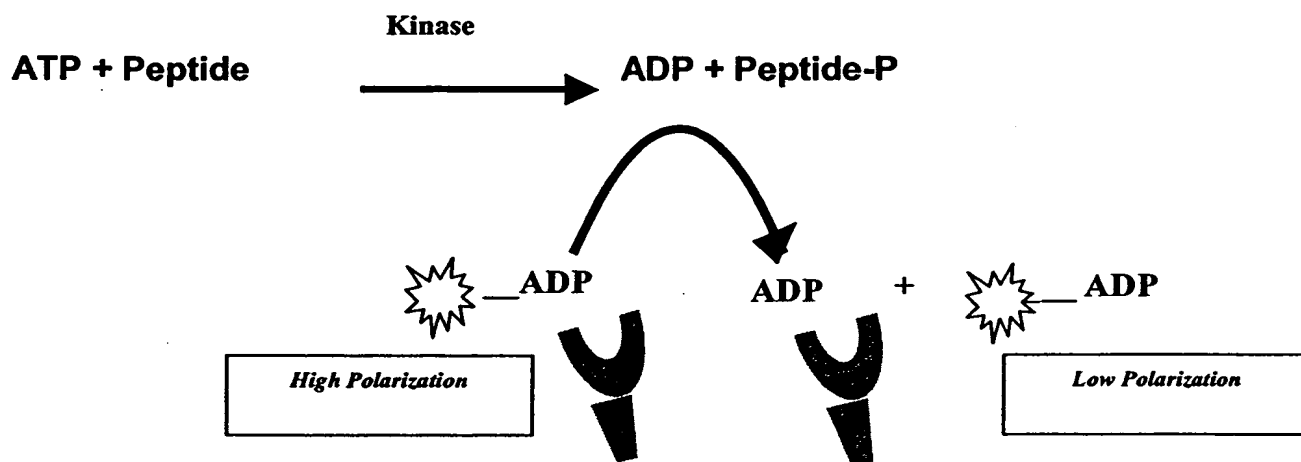 Kinase
ATP + Peptide
ADP + Peptide-P
ADP
ADP + ADP
High Polarization
Low Polarization